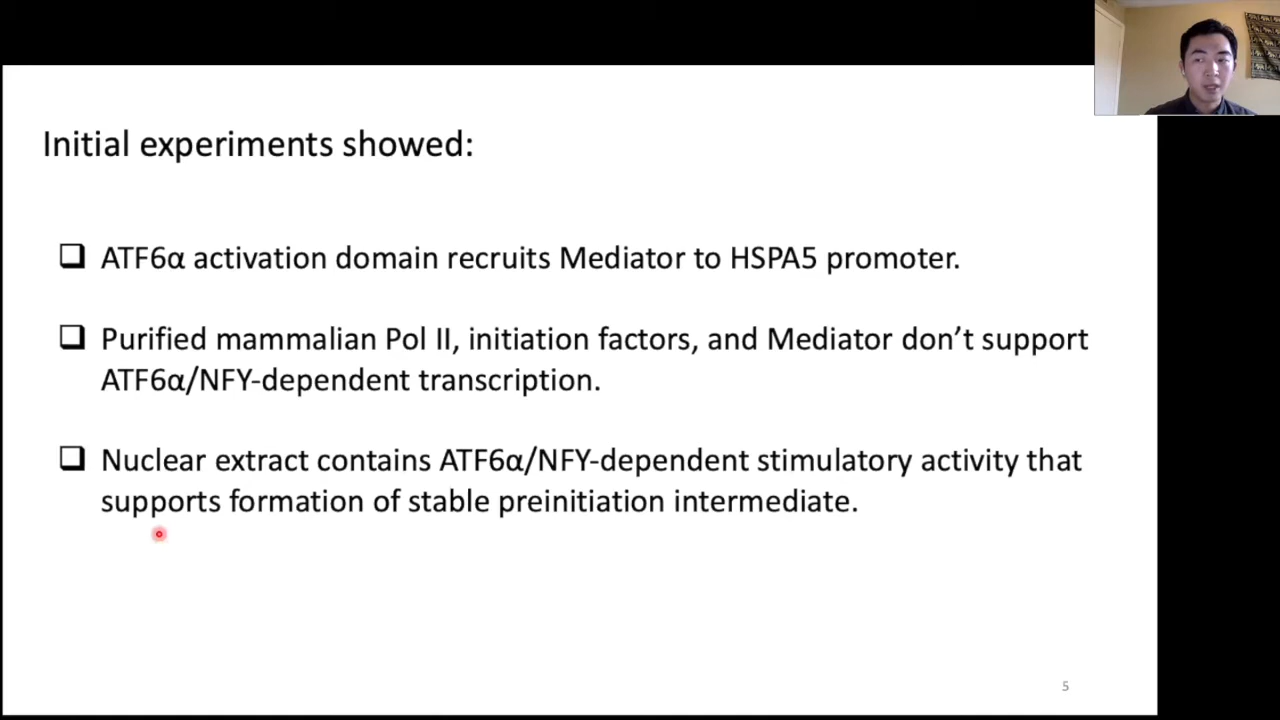 Initial experiments showed:
❑ ATF6α activation domain recruits Mediator to HSPA5 promoter.
❑ Purified mammalian Pol II, initiation factors, and Mediator don’t support
ATF6α/NFY-dependent transcription.
❑ Nuclear extract contains ATF6α/NFY-dependent stimulatory activity that
supports formation of stable preinitiation intermediate.
5